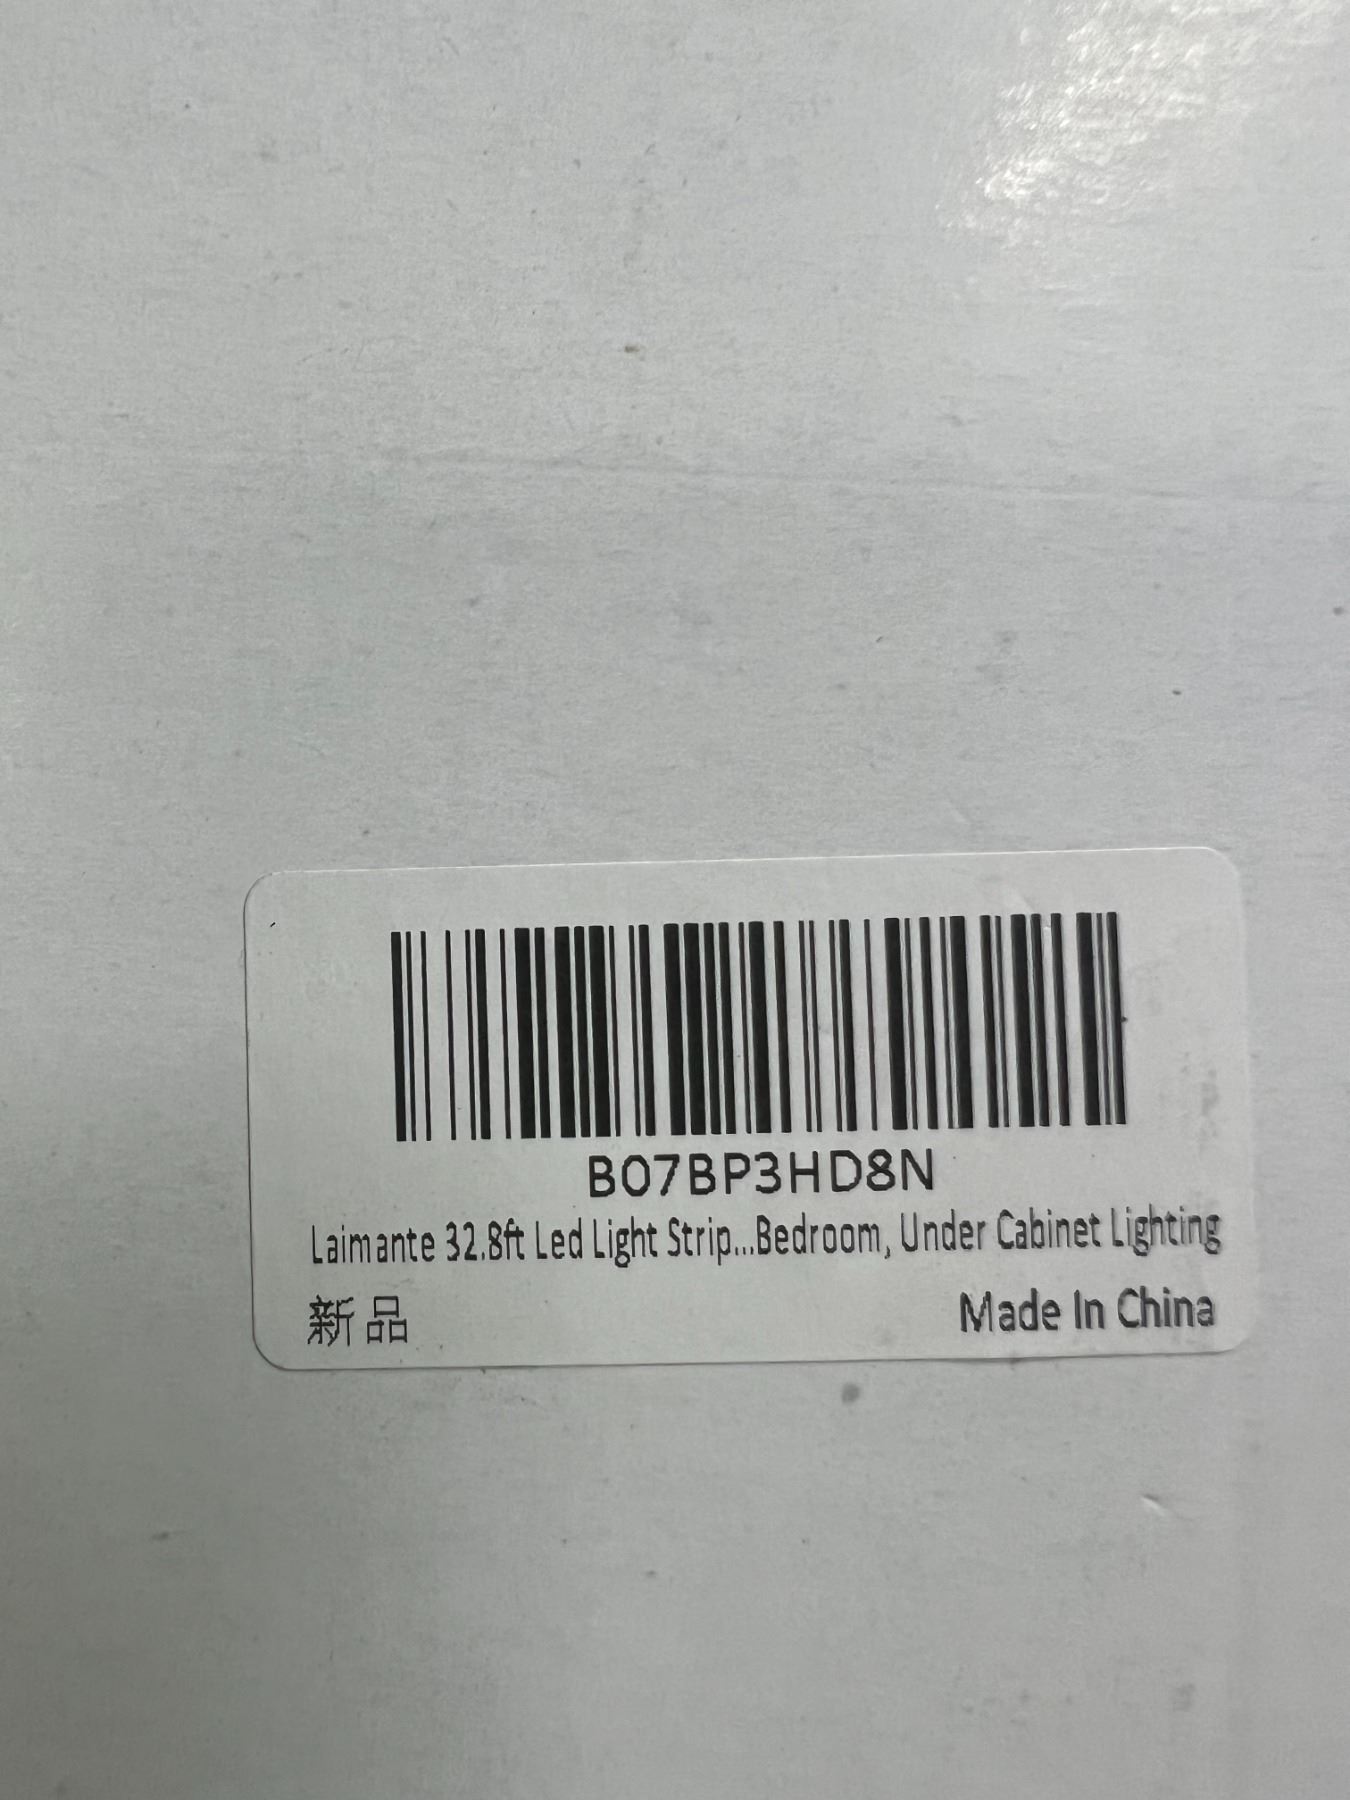 B07BP3HD8N
Laimante 32.8ft Led Light Strip...Bedroom, Under Cabinet Lighting
新品
Made In China